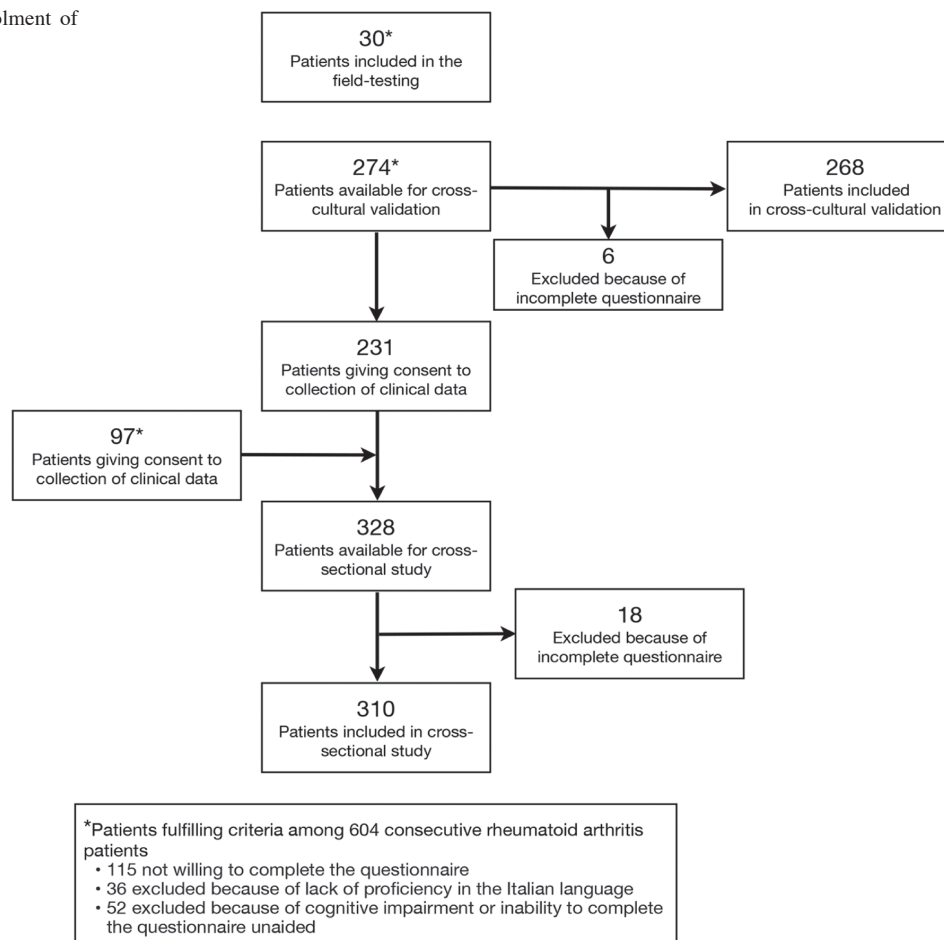 lment of
30*
Patients included in the
field-testing
274*
Patients available for cross-
cultural validation
268
Patients included
in cross-cultural validation
6
Excluded because of
incomplete questionnaire
231
Patients giving consent to
collection of clinical data
97*
Patients giving consent to
collection of clinical data
328
Patients available for cross-
sectional study
18
Excluded because of
incomplete questionnaire
310
Patients included in cross-
sectional study
*Patients fulfilling criteria among 604 consecutive rheumatoid arthritis
patients
• 115 not willing to complete the questionnaire
• 36 excluded because of lack of proficiency in the Italian language
• 52 excluded because of cognitive impairment or inability to complete
the questionnaire unaided